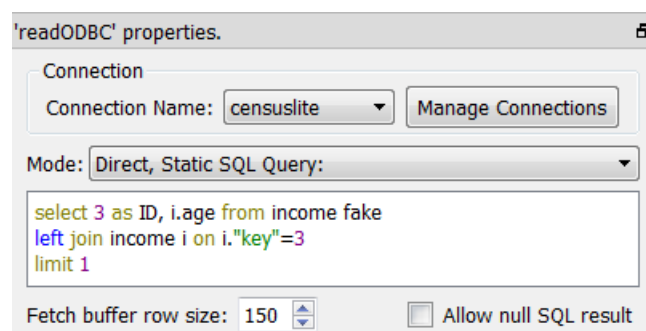 'readODBC' properties.
Connection
Connection Name: censuslite Manage Connections
Mode: Direct, Static SQL Query:
select 3 as ID, i.age from income fake
left join income i on i."key"=3
limit 1
Fetch buffer row size: 150 Allow null SQL result